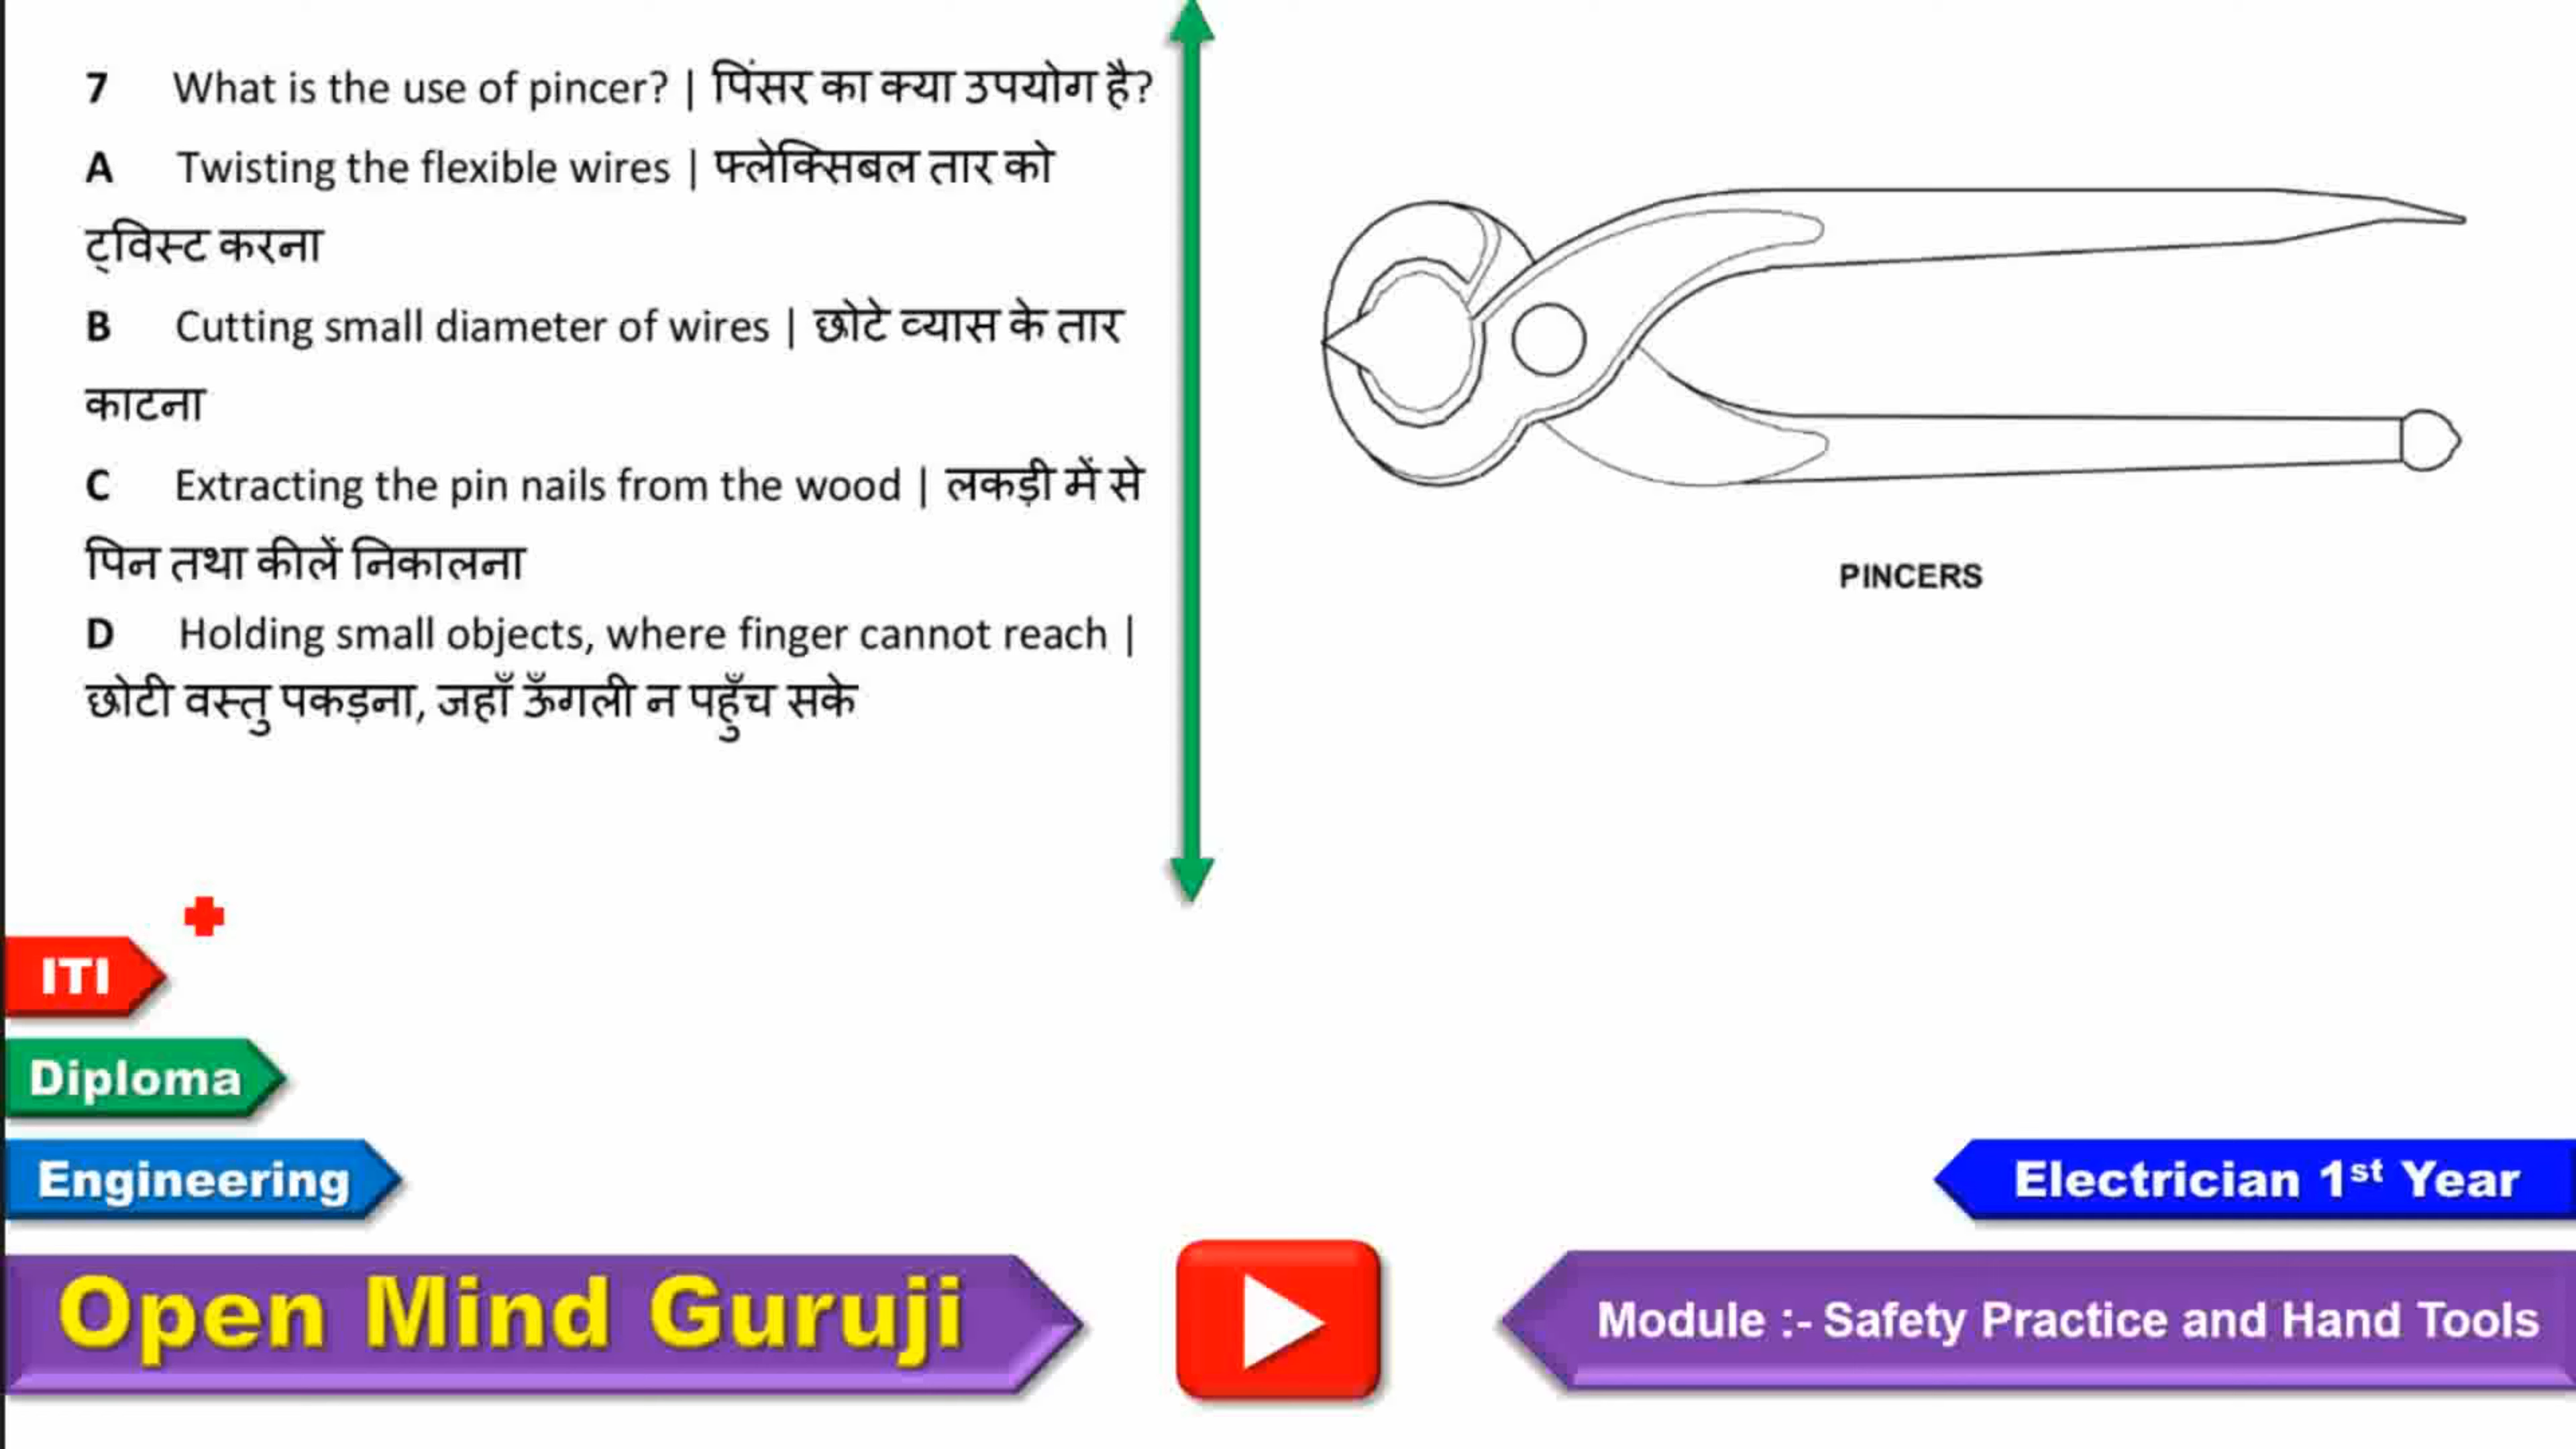 7 What is the use of pincer? | पिंसर का क्या उपयोग है?
A Twisting the flexible wires | फ्लेक्सिबल तार को
ट्विस्ट करना
B Cutting small diameter of wires | छोटे व्यास के तार
काटना
C Extracting the pin nails from the wood | लकड़ी में से
पिन तथा कीलें निकालना
D Holding small objects, where finger cannot reach |
छोटी वस्तु पकड़ना, जहाँ ऊँगली न पहुँच सके
PINCERS
ITI
Diploma
Engineering
Electrician 1st Year
Open Mind Guruji
Module :- Safety Practice and Hand Tools